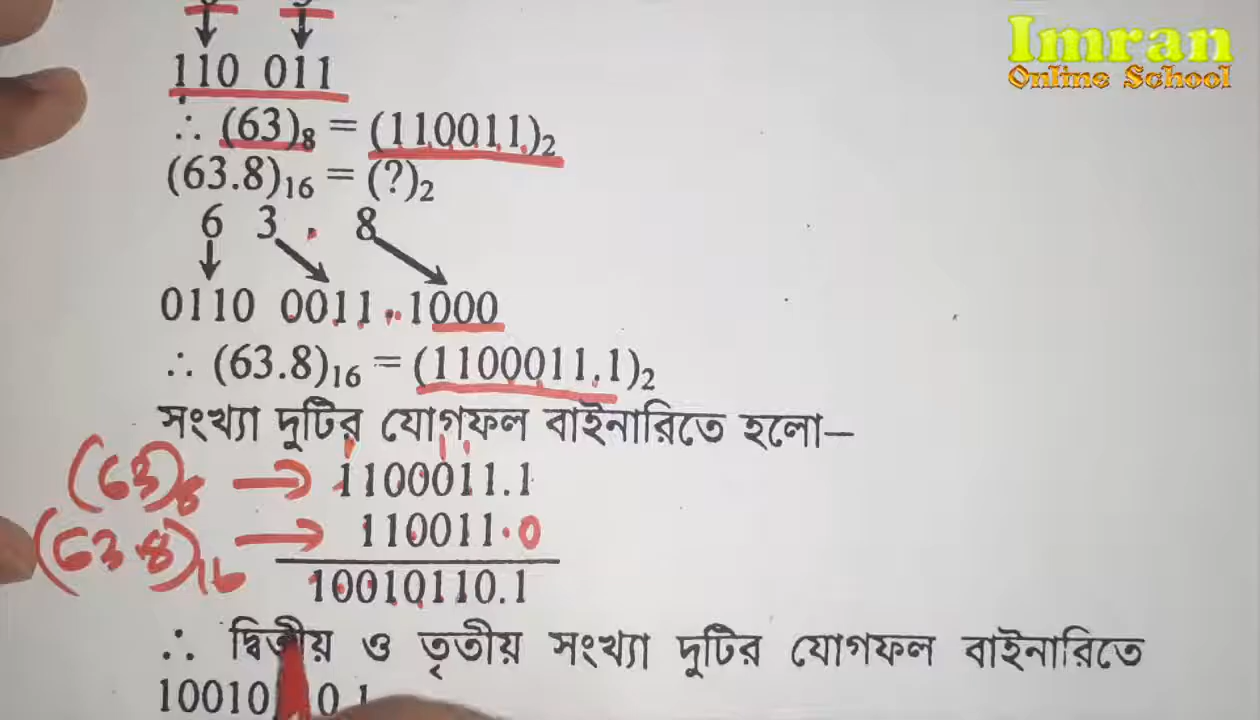 Imran
Online School
110 011
∴ (63)₈ = (110011)₂
(63.8)₁₆ = (?)₂
6 3 . 8
0110 0011 . 1000
∴ (63.8)₁₆ = (1100011.1)₂
সংখ্যা দুটির যোগফল বাইনারিতে হলো–
(63)₈ → 1100011.1
(63.8)₁₆ → 110011.0
10010110.1
∴ দ্বিতীয় ও তৃতীয় সংখ্যা দুটির যোগফল বাইনারিতে